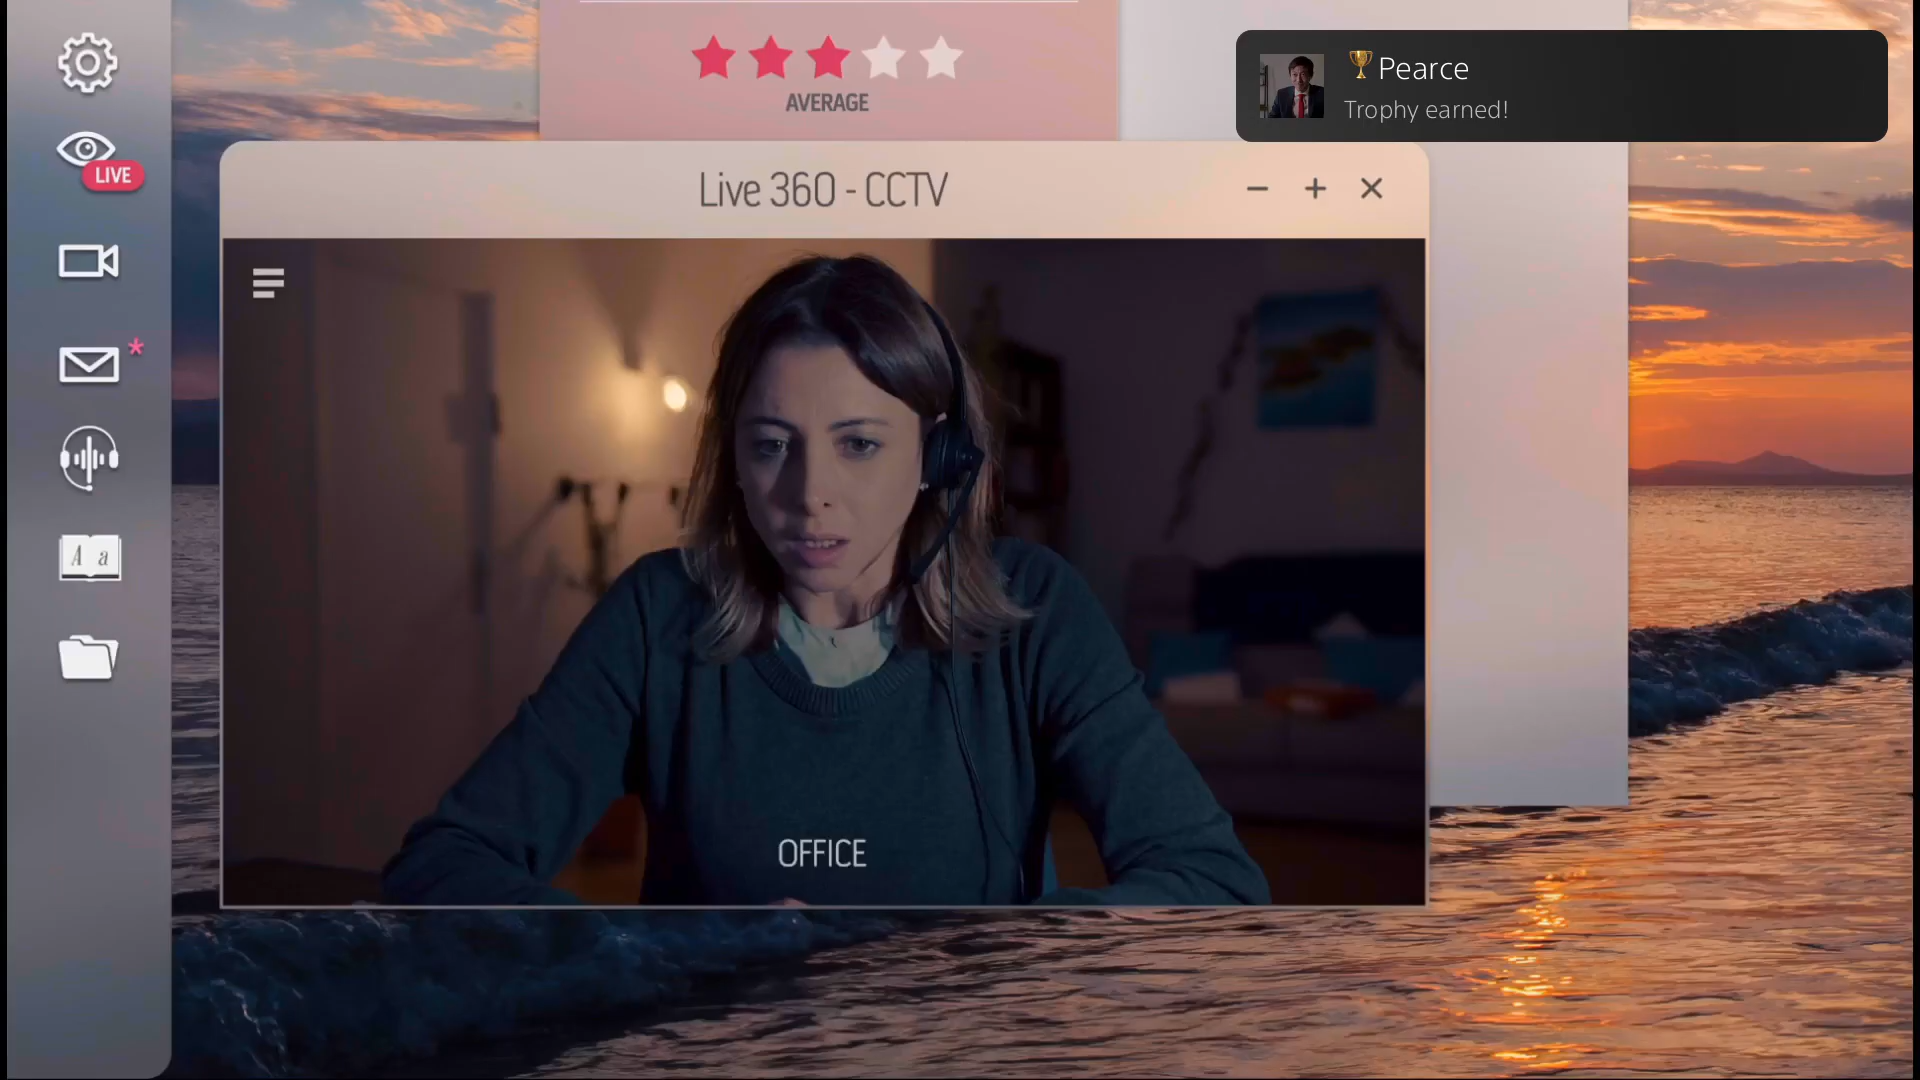 AVERAGE
🏆Pearce
Trophy earned!
LIVE
Live 360 - CCTV
A a
OFFICE